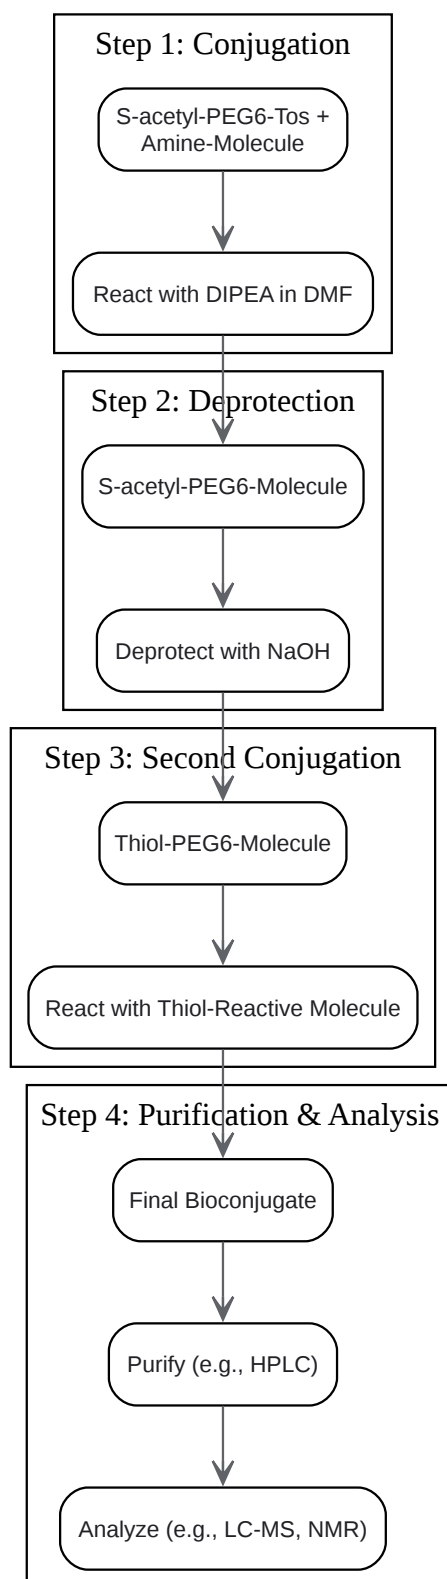 Step 1: Conjugation
S-acetyl-PEG6-Tos +
Amine-Molecule
React with DIPEA in DMF
Step 2: Deprotection
S-acetyl-PEG6-Molecule
Deprotect with NaOH
Step 3: Second Conjugation
Thiol-PEG6-Molecule
React with Thiol-Reactive Molecule
Step 4: Purification & Analysis
Final Bioconjugate
Purify (e.g., HPLC)
Analyze (e.g., LC-MS, NMR)